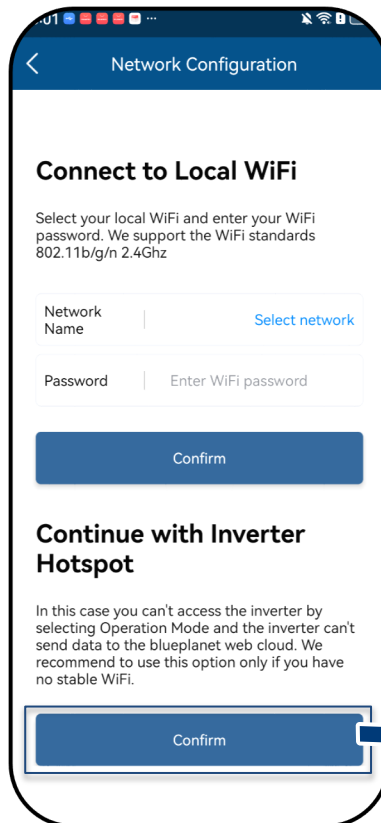 Network Configuration
Connect to Local WiFi
Select your local WiFi and enter your WiFi
password. We support the WiFi standards
802.11b/g/n 2.4Ghz
Network
Name
Select network
Password
Enter WiFi password
Confirm
Continue with Inverter
Hotspot
In this case you can't access the inverter by
selecting Operation Mode and the inverter can't
send data to the blueplanet web cloud. We
recommend to use this option only if you have
no stable WiFi.
Confirm